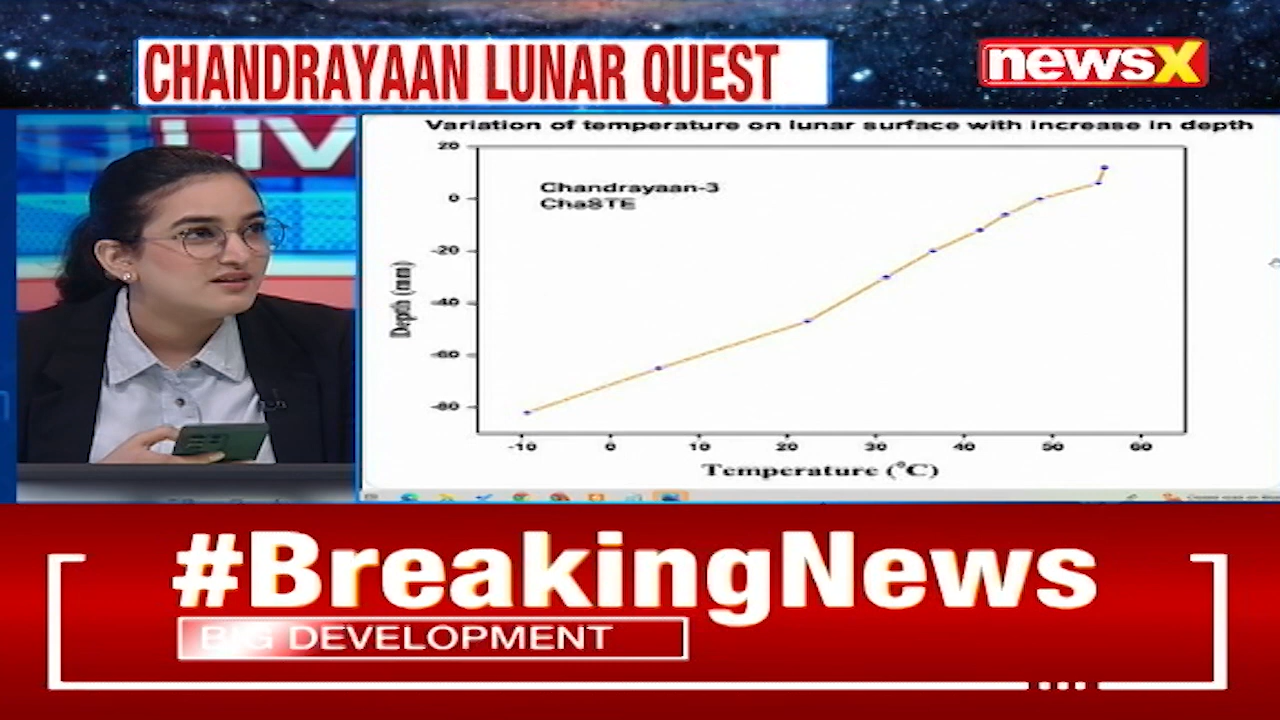 CHANDRAYAAN LUNAR QUEST
newsX
LIV
Variation of temperature on lunar surface with increase in depth
Chandrayaan-3
ChaSTE
20
0
-20
-40
-60
-80
Depth (mm)
-10 0 10 20 30 40 50 60
Temperature (°C)
#BreakingNews
BIG DEVELOPMENT